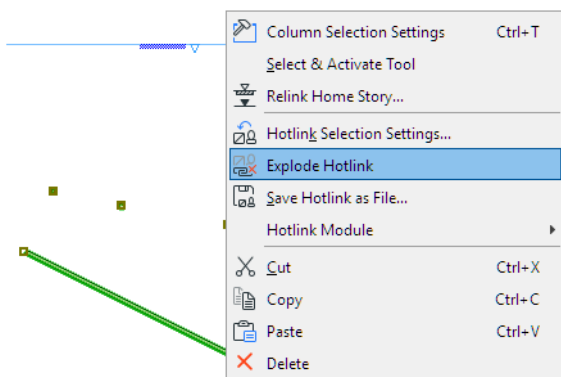 Column Selection Settings Ctrl+T
Select & Activate Tool
Relink Home Story...
Hotlink Selection Settings...
Explode Hotlink
Save Hotlink as File...
Hotlink Module
Cut Ctrl+X
Copy Ctrl+C
Paste Ctrl+V
Delete